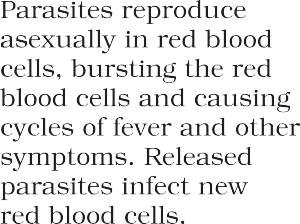 Parasites reproduce
asexually in red blood
cells, bursting the red
blood cells and causing
cycles of fever and other
symptoms. Released
parasites infect new
red blood cells.